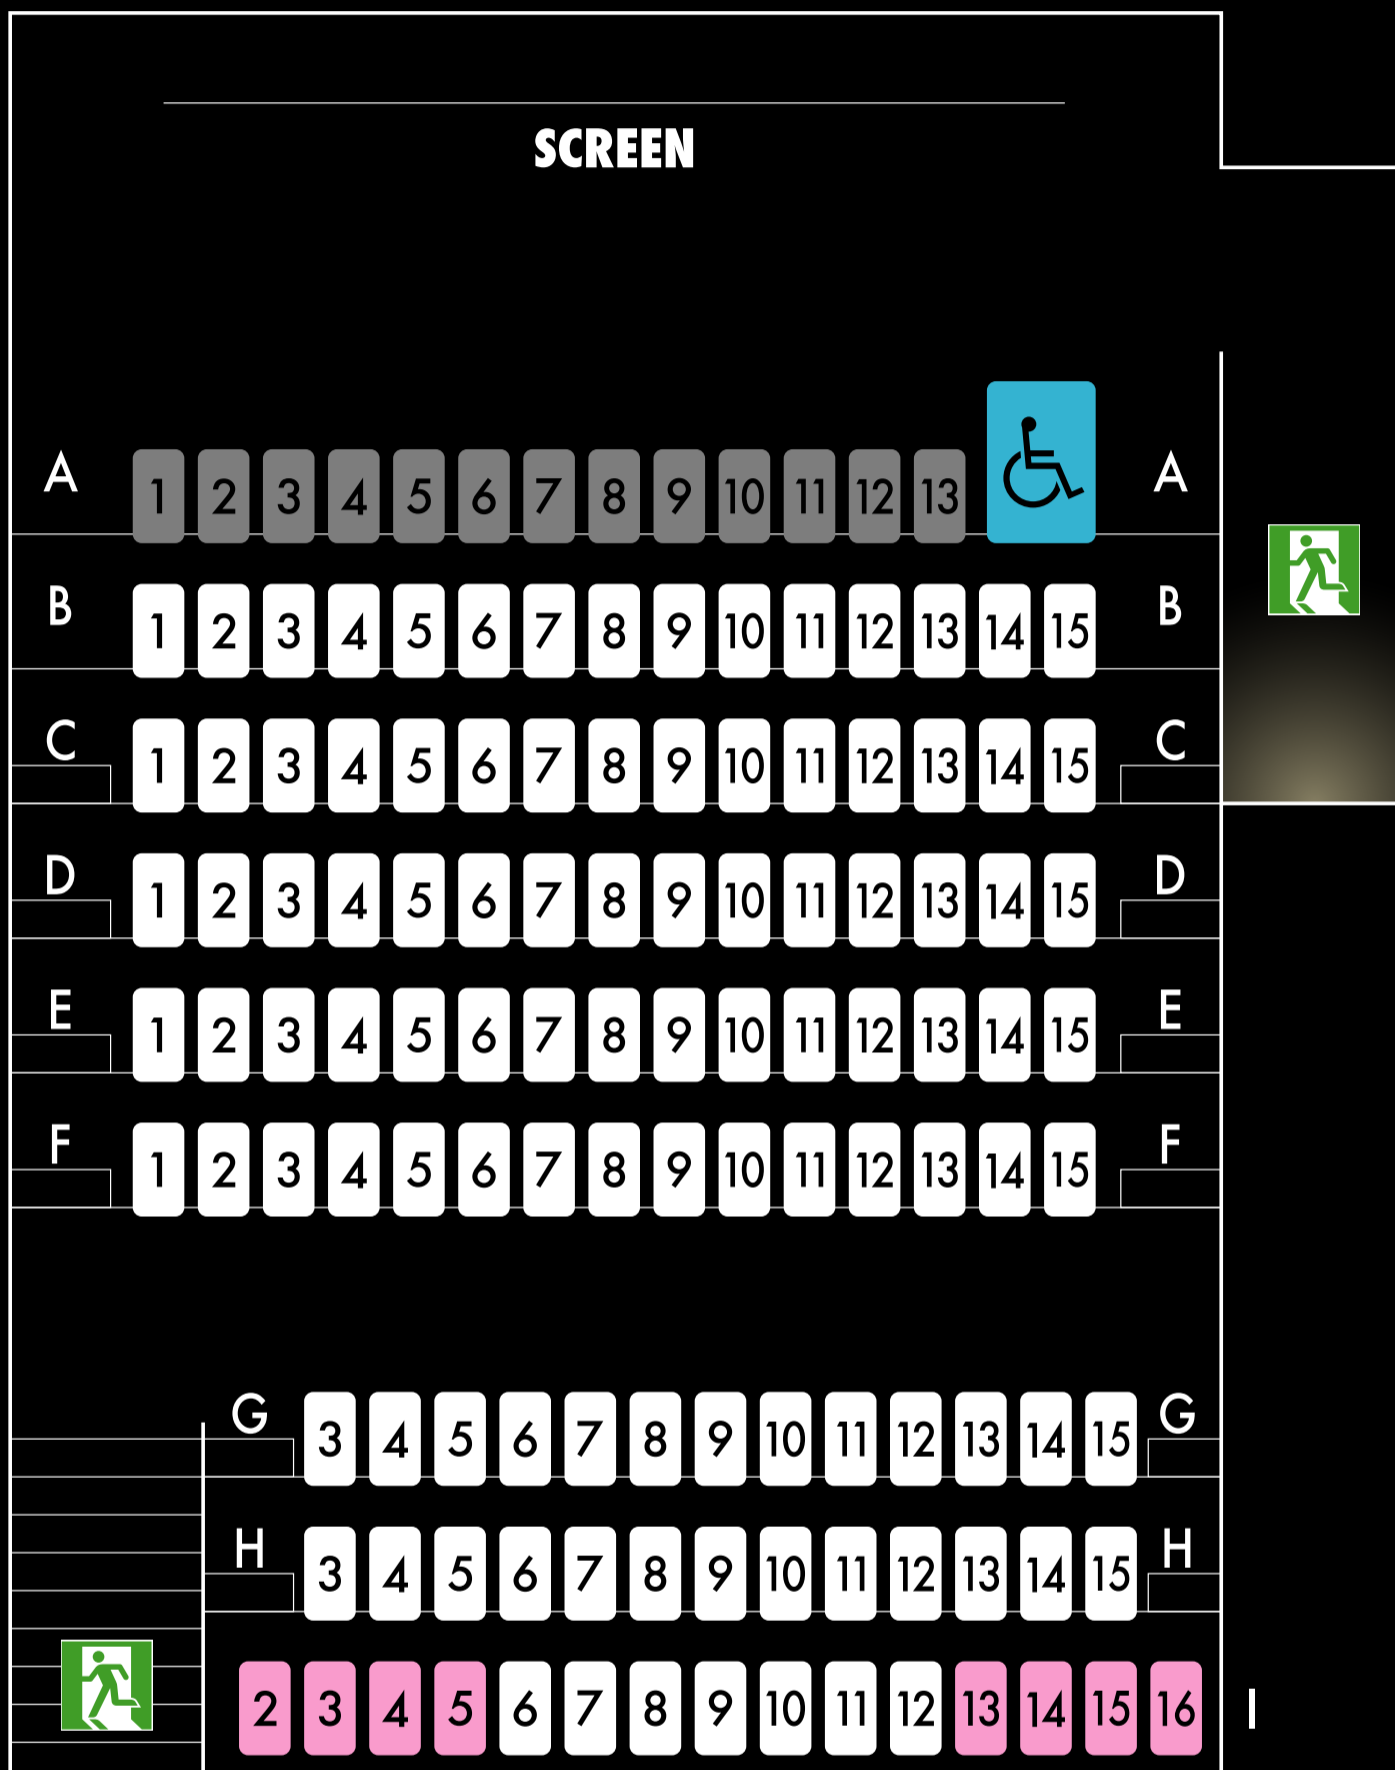 SCREEN
A 1 2 3 4 5 6 7 8 9 10 11 12 13 A
B 1 2 3 4 5 6 7 8 9 10 11 12 13 14 15 B
C 1 2 3 4 5 6 7 8 9 10 11 12 13 14 15 C
D 1 2 3 4 5 6 7 8 9 10 11 12 13 14 15 D
E 1 2 3 4 5 6 7 8 9 10 11 12 13 14 15 E
F 1 2 3 4 5 6 7 8 9 10 11 12 13 14 15 F
G 3 4 5 6 7 8 9 10 11 12 13 14 15 G
H 3 4 5 6 7 8 9 10 11 12 13 14 15 H
2 3 4 5 6 7 8 9 10 11 12 13 14 15 16 I